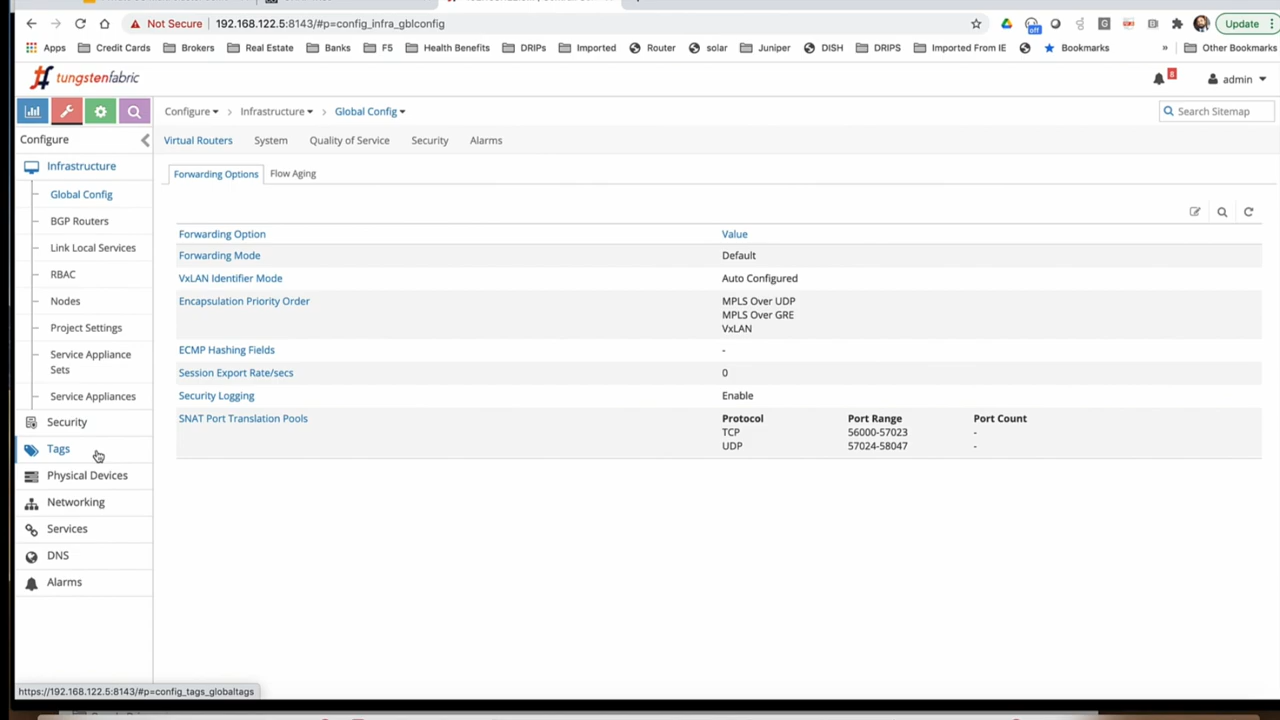 Not Secure 192.168.122.5:8143/#p=config_infra_gblconfig Update
off
Apps Credit Cards Brokers Real Estate Banks F5 Health Benefits DRIPs Imported Router solar Juniper DISH DRIPS Imported From IE Bookmarks » Other Bookmarks
tungstenfabric 8 admin
Configure Infrastructure Global Config Search Sitemap
Configure
Virtual Routers System Quality of Service Security Alarms
Infrastructure
Global Config
BGP Routers
Link Local Services
RBAC
Nodes
Project Settings
Service Appliance
Sets
Service Appliances
Security
Tags
Physical Devices
Networking
Services
DNS
Alarms
Forwarding Options Flow Aging
Forwarding Option Value
Forwarding Mode Default
VxLAN Identifier Mode Auto Configured
Encapsulation Priority Order MPLS Over UDP
MPLS Over GRE
VxLAN
ECMP Hashing Fields -
Session Export Rate/secs 0
Security Logging Enable
SNAT Port Translation Pools Protocol Port Range Port Count
TCP 56000-57023 -
UDP 57024-58047 -
https://192.168.122.5:8143/#p=config_tags_globaltags